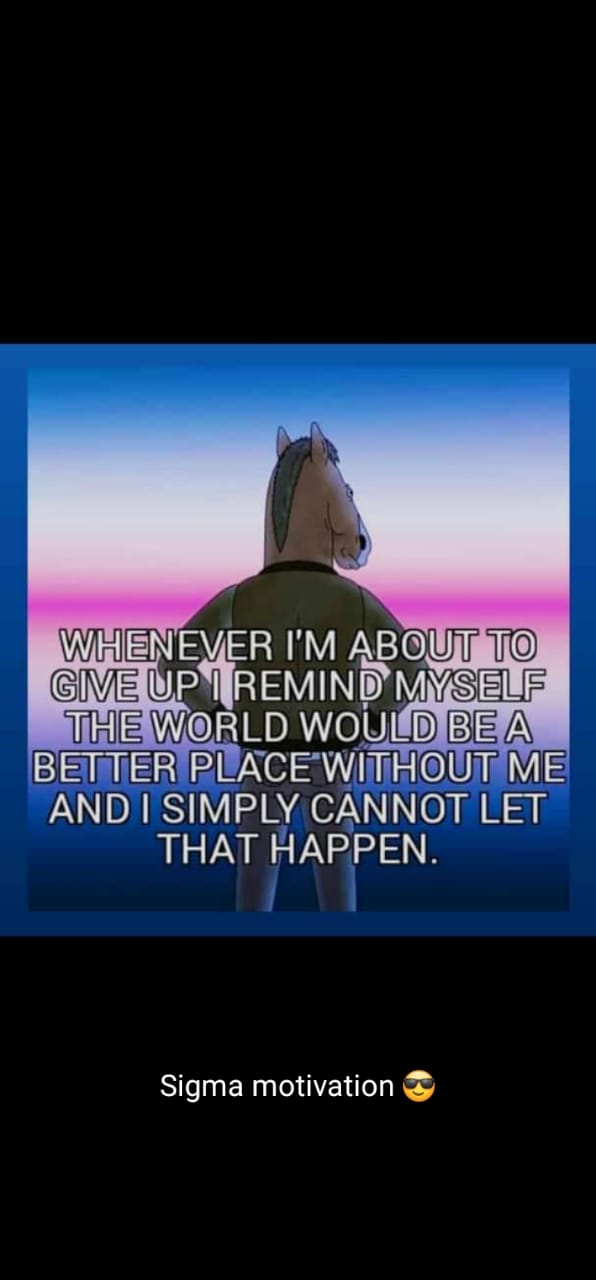 WHENEVER I'M ABOUT TO
GIVE UP I REMIND MYSELF
THE WORLD WOULD BE A
BETTER PLACE WITHOUT ME
AND I SIMPLY CANNOT LET
THAT HAPPEN.
Sigma motivation 😎